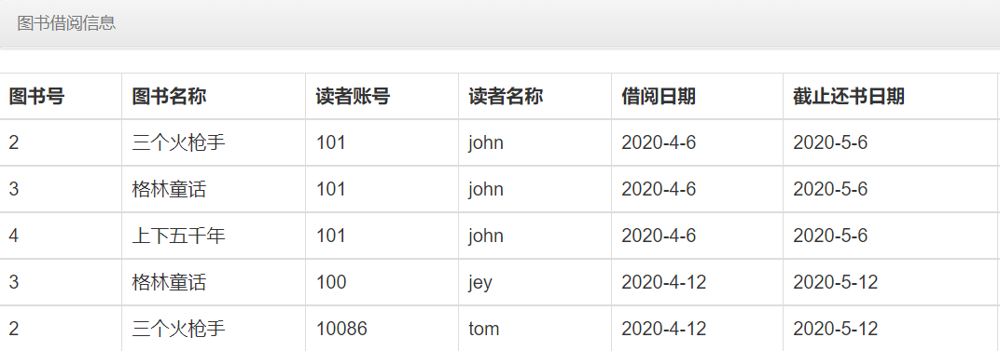 图书借阅信息
图书号 图书名称 读者账号 读者名称 借阅日期 截止还书日期
2 三个火枪手 101 john 2020-4-6 2020-5-6
3 格林童话 101 john 2020-4-6 2020-5-6
4 上下五千年 101 john 2020-4-6 2020-5-6
3 格林童话 100 jey 2020-4-12 2020-5-12
2 三个火枪手 10086 tom 2020-4-12 2020-5-12